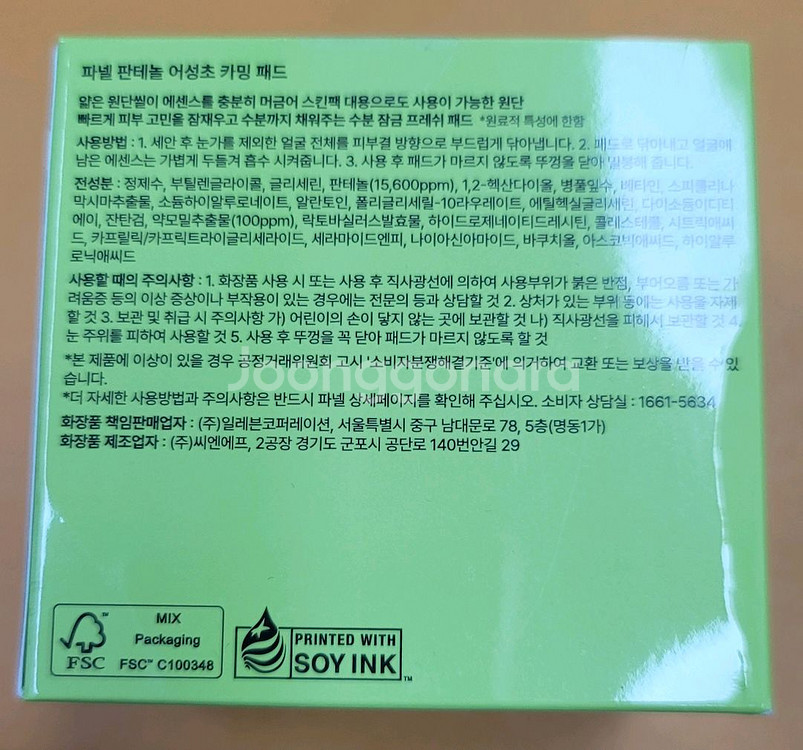 파넬 판테놀 어성초 카밍 패드
얇은 원단씰이 에센스를 충분히 머금어 스킨팩 대용으로도 사용이 가능한 원단
빠르게 피부 고민을 잠재우고 수분까지 채워주는 수분 잠금 프레쉬 패드 *원료적 특성에 한함
사용방법 : 1. 세안 후 눈가를 제외한 얼굴 전체를 피부결 방향으로 부드럽게 닦아냅니다. 2. 패드로 닦아내고 얼굴에
남은 에센스는 가볍게 두들겨 흡수 시켜줍니다. 3. 사용 후 패드가 마르지 않도록 뚜껑을 닫아 밀봉해 줍니다.
전성분 : 정제수, 부틸렌글라이콜, 글리세린, 판테놀(15,600ppm), 1,2-헥산다이올, 병풀잎수, 베타인, 스피룰리나
막시마추출물, 소듐하이알루로네이트, 알란토인, 폴리글리세릴-10라우레이트, 에틸헥실글리세린, 다이소듐이디티
에이, 잔탄검, 약모밀추출물(100ppm), 락토바실러스발효물, 하이드로제네이티드레시틴, 콜레스테롤, 시트릭애씨
드, 카프릴릭/카프릭트라이글리세라이드, 세라마이드엔피, 나이아신아마이드, 바쿠치올, 아스코빅애씨드, 하이알루
로닉애씨드
사용할 때의 주의사항 : 1. 화장품 사용 시 또는 사용 후 직사광선에 의하여 사용부위가 붉은 반점, 부어오름 또는 가
려움증 등의 이상 증상이나 부작용이 있는 경우에는 전문의 등과 상담할 것 2. 상처가 있는 부위 등에는 사용을 자제
할 것 3. 보관 및 취급 시 주의사항 가) 어린이의 손이 닿지 않는 곳에 보관할 것 나) 직사광선을 피해서 보관할 것 4.
눈 주위를 피하여 사용할 것 5. 사용 후 뚜껑을 꼭 닫아 패드가 마르지 않도록 할 것
*본 제품에 이상이 있을 경우 공정거래위원회 고시 '소비자분쟁해결기준'에 의거하여 교환 또는 보상을 받을 수 있
습니다.
Joonggonara
*더 자세한 사용방법과 주의사항은 반드시 파넬 상세페이지를 확인해 주십시오. 소비자 상담실 : 1661-5634
화장품 책임판매업자 : (주)일레븐코퍼레이션, 서울특별시 중구 남대문로 78, 5층(명동1가)
화장품 제조업자 : (주)씨엔에프, 2공장 경기도 군포시 공단로 140번안길 29
FSC
MIX
Packaging
FSC™ C100348
PRINTED WITH
SOY INK™